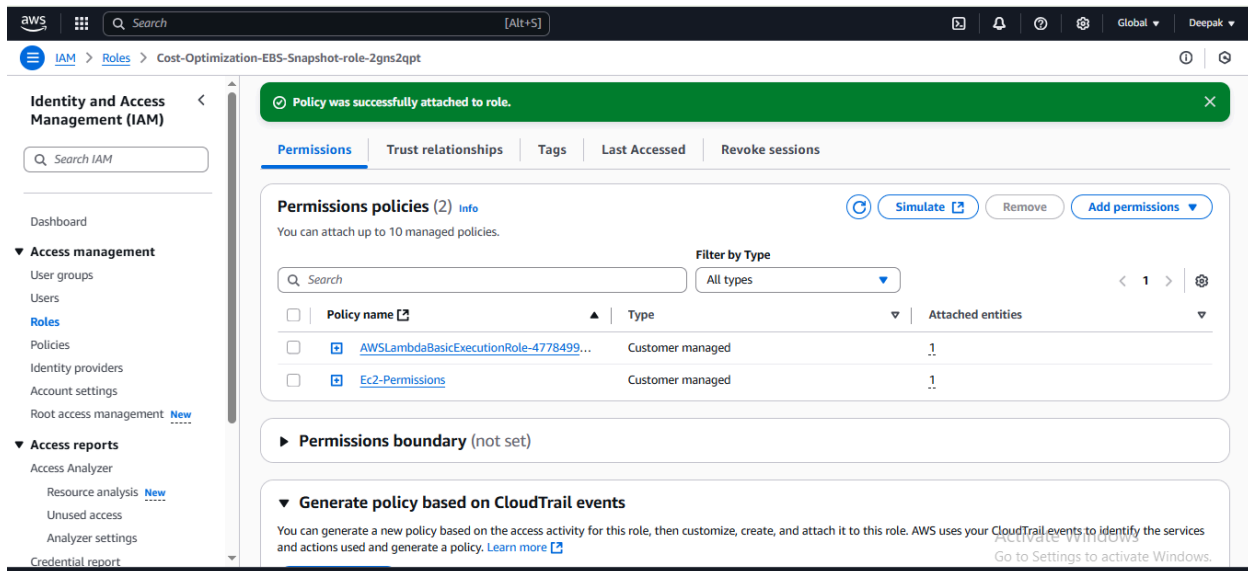 aws Search [Alt+S] Global Deepak
IAM > Roles > Cost-Optimization-EBS-Snapshot-role-2gns2qpt
Identity and Access
Management (IAM)
Search IAM
Dashboard
Access management
User groups
Users
Roles
Policies
Identity providers
Account settings
Root access management New
Access reports
Access Analyzer
Resource analysis New
Unused access
Analyzer settings
Credential report
Policy was successfully attached to role.
Permissions Trust relationships Tags Last Accessed Revoke sessions
Permissions policies (2) Info
Simulate Remove Add permissions
You can attach up to 10 managed policies.
Filter by Type
Search All types 1
Policy name Type Attached entities
AWSLambdaBasicExecutionRole-4778499... Customer managed 1
Ec2-Permissions Customer managed 1
Permissions boundary (not set)
Generate policy based on CloudTrail events
You can generate a new policy based on the access activity for this role, then customize, create, and attach it to this role. AWS uses your CloudTrail events to identify the services
and actions used and generate a policy. Learn more
Activate Windows
Go to Settings to activate Windows.